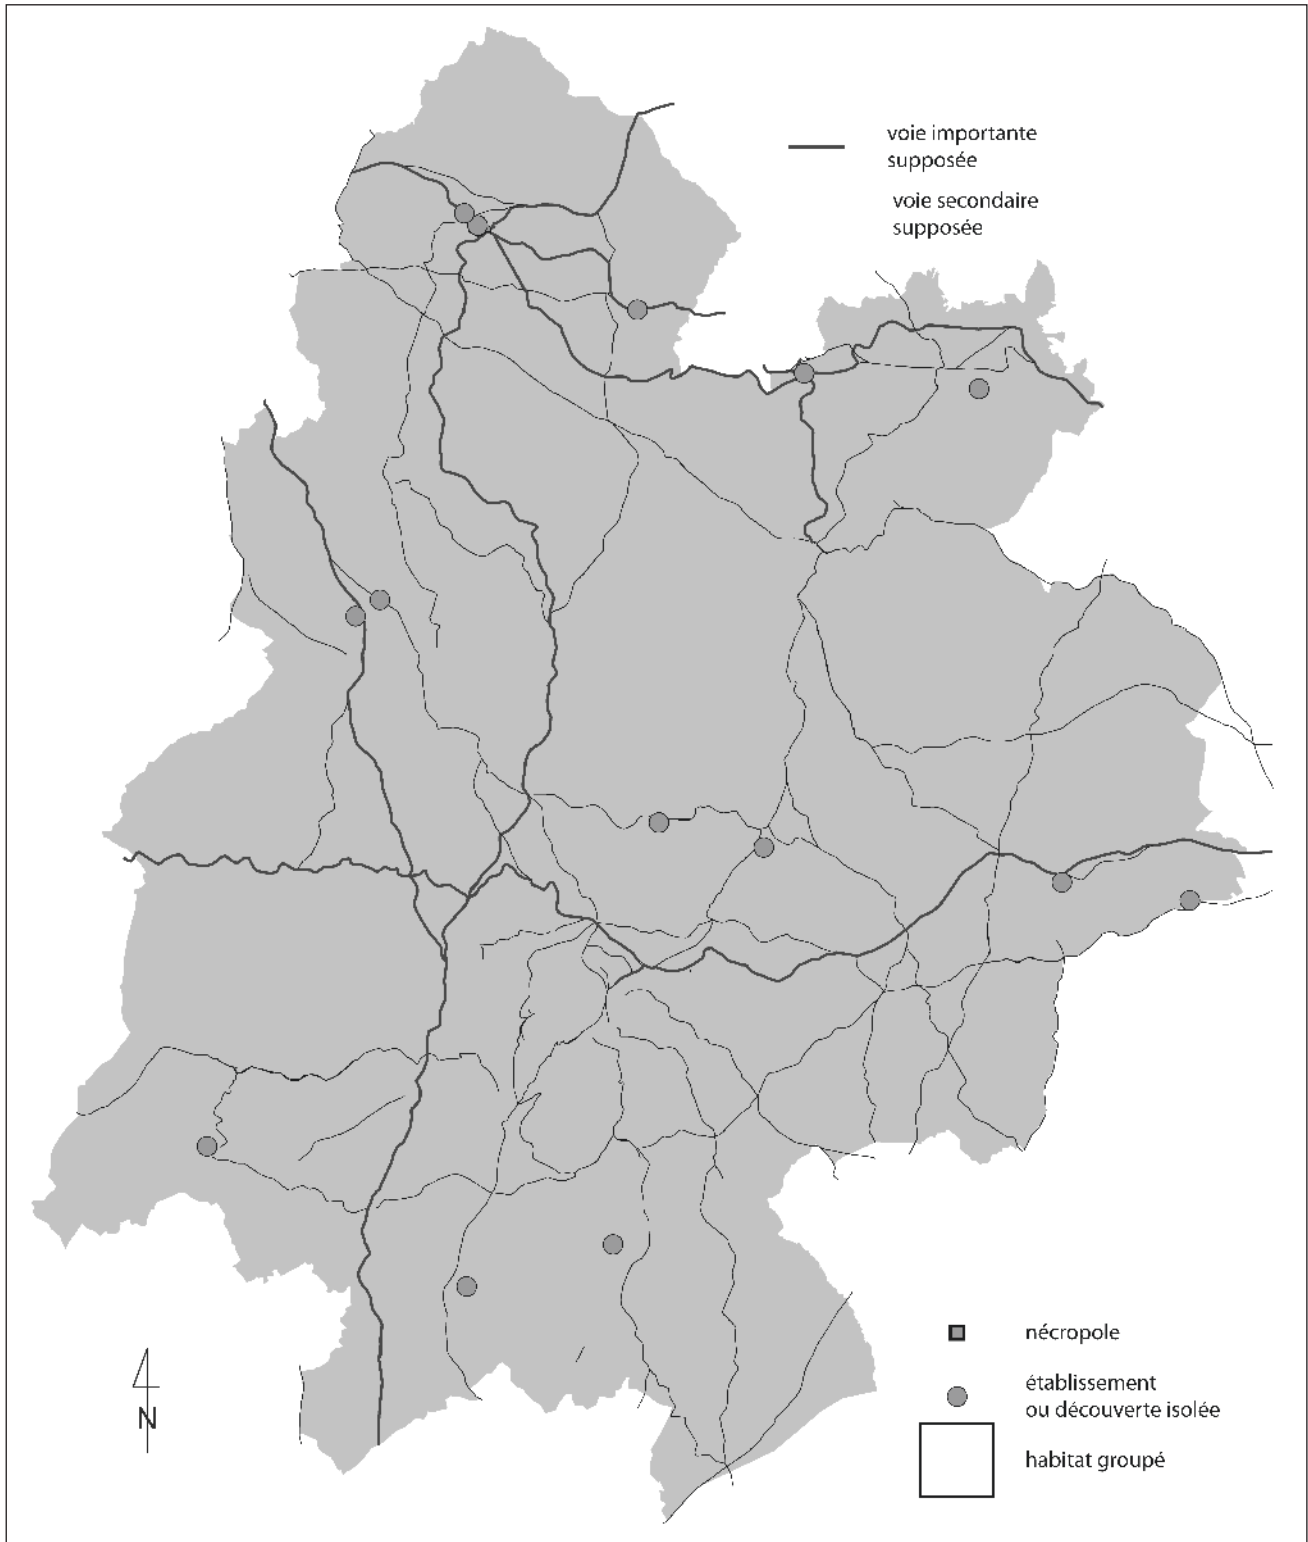 voie importante
supposée
voie secondaire
supposée
nécropole
établissement
ou découverte isolée
habitat groupé
N